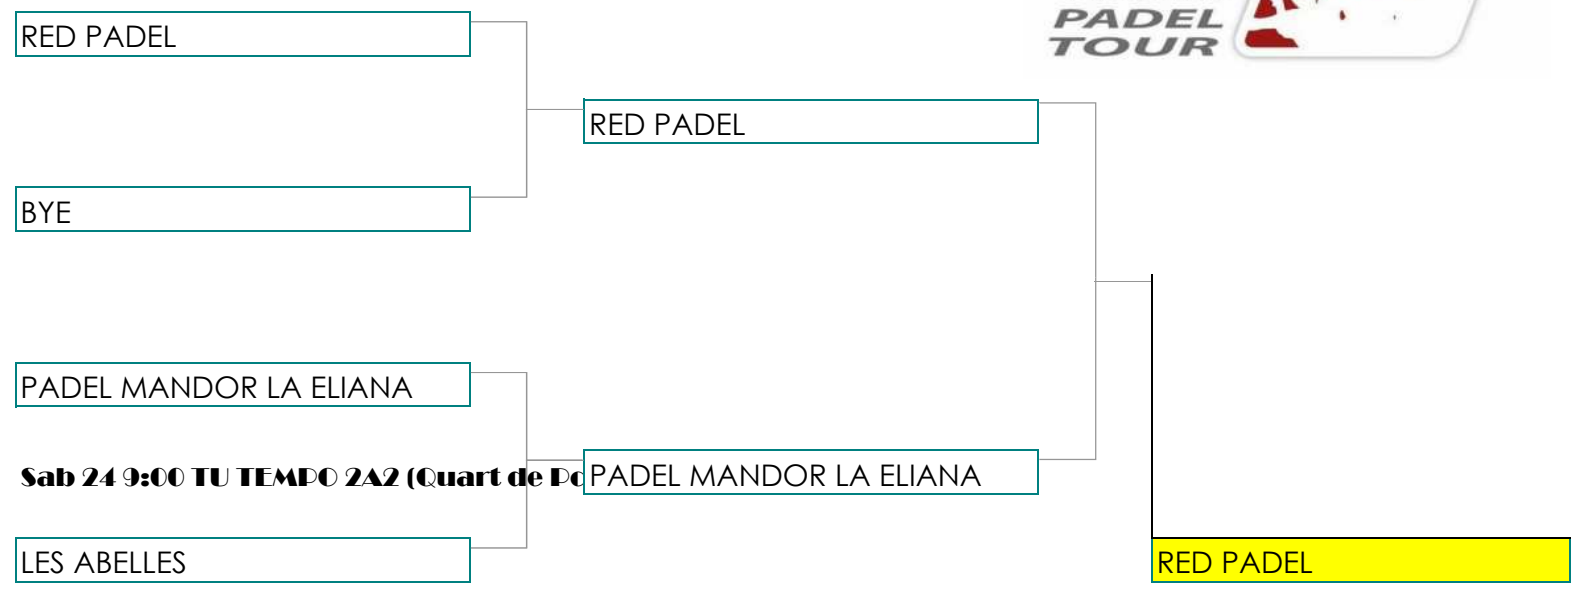 RED PADEL
PADEL
TOUR
RED PADEL
BYE
PADEL MANDOR LA ELIANA
Sab 24 9:00 TU TEMPO 2A2 (Quart de
PADEL MANDOR LA ELIANA
LES ABELLES
RED PADEL